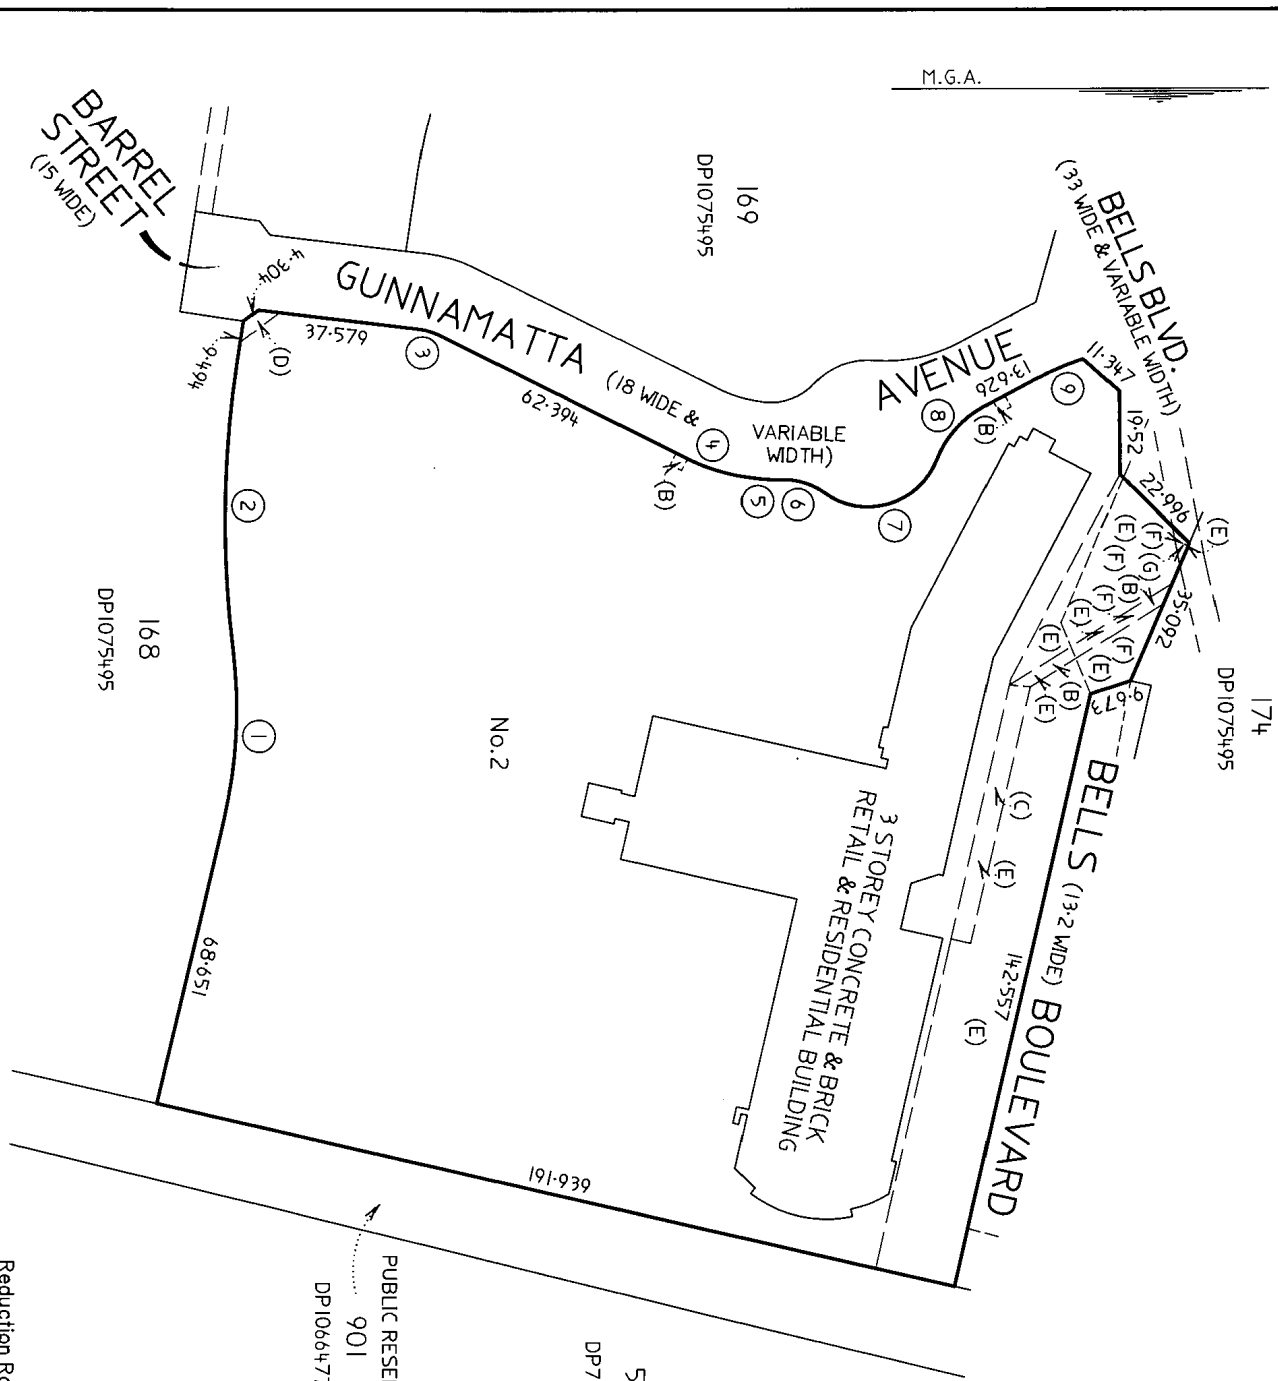 M.G.A.
BARREL
STREET
(15 WIDE)
169
DP1075495
BELLS BLVD.
(33 WIDE & VARIABLE WIDTH)
GUNNAMATTA
(18 WIDE &
VARIABLE
WIDTH)
AVENUE
4·304
9·494
(D)
37·579
3
62·394
(B)
4
5
6
7
8
13·626
(B)
9
11·347
19·52
22·996
(E)
(F)
(E)
(G)
(F)
(B)
(F)
(E)
(F)
(E)
(E)
(B)
(E)
35·092
9·673
174
DP1075495
2
1
168
DP1075495
No.2
3 STOREY CONCRETE & BRICK
RETAIL & RESIDENTIAL BUILDING
(C)
(E)
(E)
142·557
BELLS (13·2 WIDE) BOULEVARD
68·651
191·939
PUBLIC RESE
901
DP106647
5
DP7
Reduction Ra